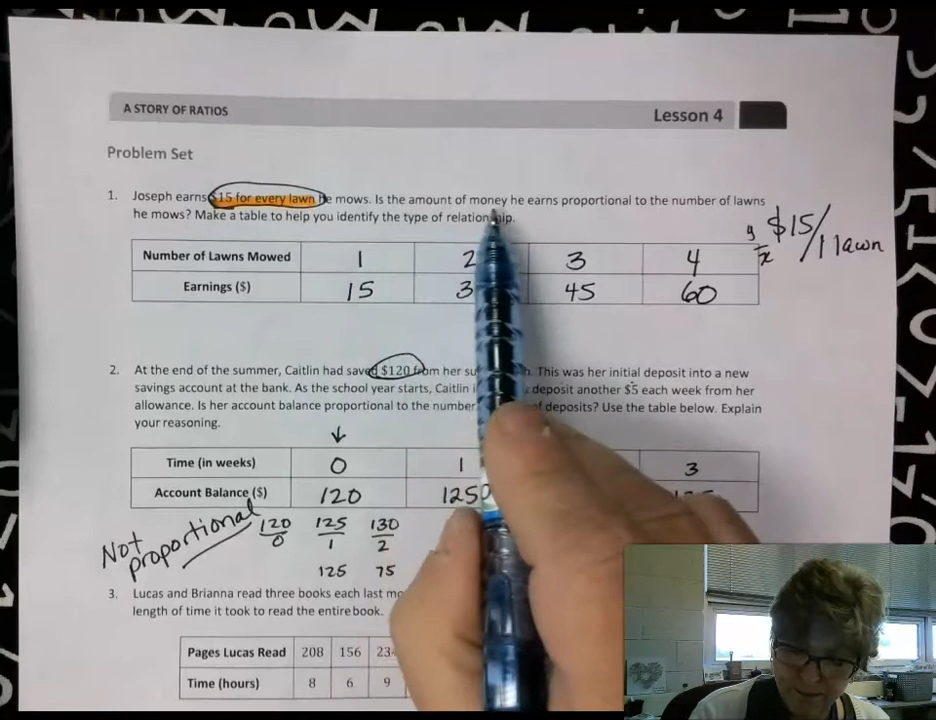 A STORY OF RATIOS
Lesson 4
Problem Set
1. Joseph earns $15 for every lawn he mows. Is the amount of money he earns proportional to the number of lawns
he mows? Make a table to help you identify the type of relationship.
y/x $15/1 lawn
Number of Lawns Mowed 1 2 3 4
Earnings ($) 15 3 45 60
2. At the end of the summer, Caitlin had saved $120 from her This was her initial deposit into a new
savings account at the bank. As the school year starts, Caitlin deposit another $5 each week from her
allowance. Is her account balance proportional to the number of deposits? Use the table below. Explain
your reasoning.
Time (in weeks) 0 1 3
Account Balance ($) 120 125
Not proportional
120/0 125/1 130/2
125 75
3. Lucas and Brianna read three books each last
length of time it took to read the entire book.
Pages Lucas Read 208 156
Time (hours) 8 6 9